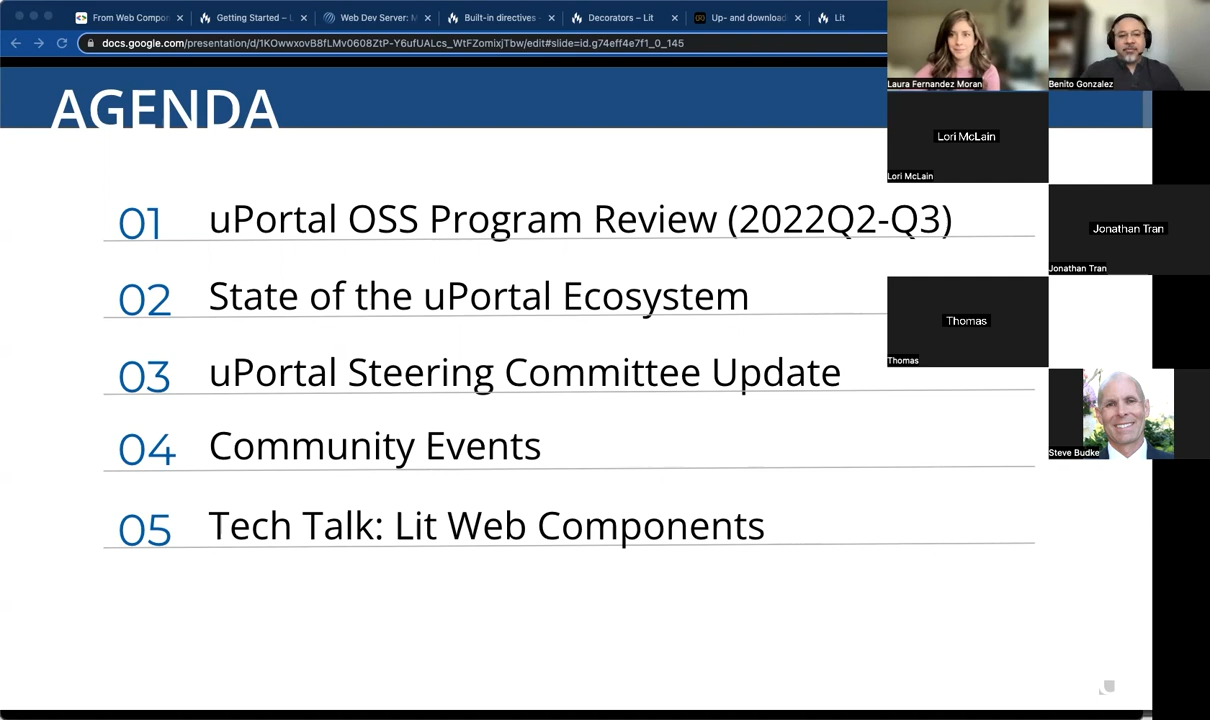 From Web Compon
Getting Started – L
Web Dev Server: M
Built-in directives –
Decorators – Lit
Up- and download
Lit
docs.google.com/presentation/d/1KOwwxovB8fLMv0608ZtP-Y6ufUALcs_WtFZomixjTbw/edit#slide=id.g74eff4e7f1_0_145
AGENDA
01 uPortal OSS Program Review (2022Q2-Q3)
02 State of the uPortal Ecosystem
03 uPortal Steering Committee Update
04 Community Events
05 Tech Talk: Lit Web Components
Laura Fernandez Moran
Benito Gonzalez
Lori McLain
Lori McLain
Jonathan Tran
Jonathan Tran
Thomas
Thomas
Steve Budke